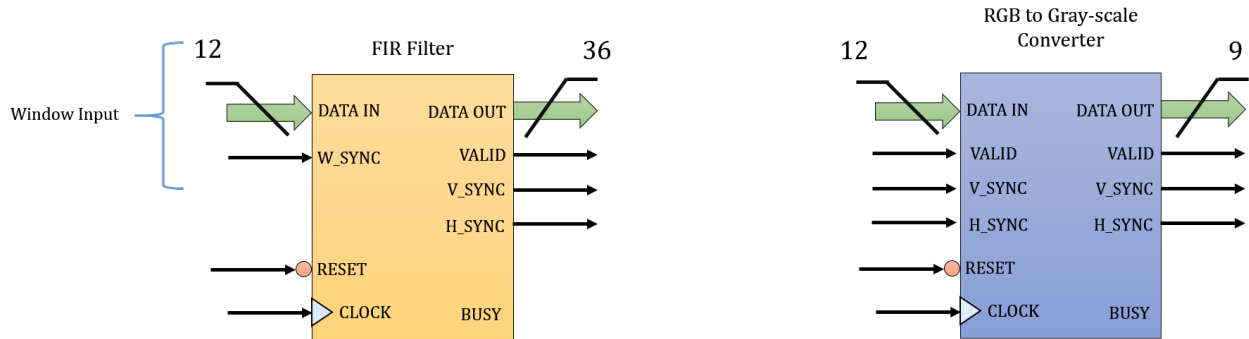 12
FIR Filter
36
Window Input
DATA IN
DATA OUT
W_SYNC
VALID
V_SYNC
H_SYNC
RESET
CLOCK
BUSY
RGB to Gray-scale
Converter
12
9
DATA IN
DATA OUT
VALID
VALID
V_SYNC
V_SYNC
H_SYNC
H_SYNC
RESET
CLOCK
BUSY